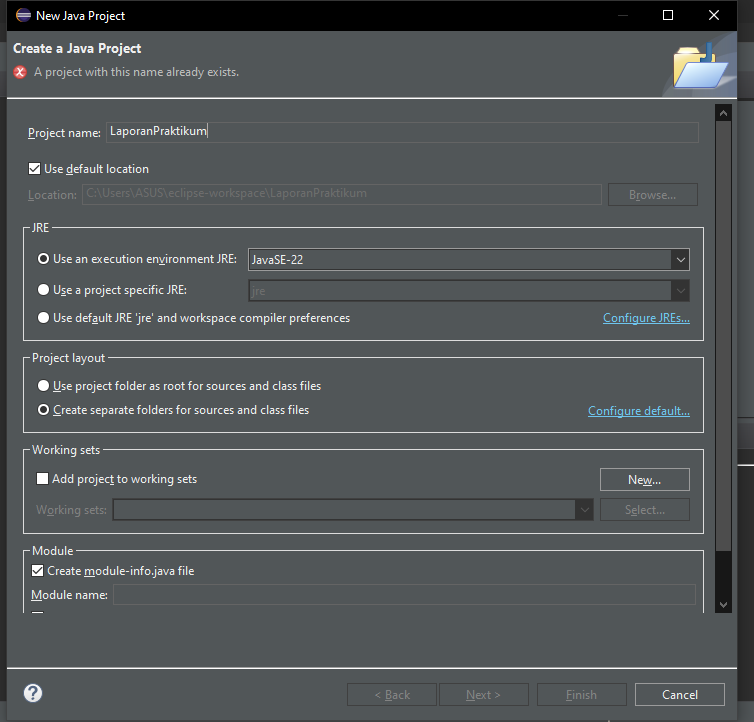 New Java Project
Create a Java Project
A project with this name already exists.
Project name: LaporanPraktikum
Use default location
Location: C:\Users\ASUS\eclipse-workspace\LaporanPraktikum Browse...
JRE
Use an execution environment JRE: JavaSE-22
Use a project specific JRE: jre
Use default JRE 'jre' and workspace compiler preferences Configure JREs...
Project layout
Use project folder as root for sources and class files
Create separate folders for sources and class files Configure default...
Working sets
Add project to working sets New...
Working sets: Select...
Module
Create module-info.java file
Module name:
? < Back Next > Finish Cancel